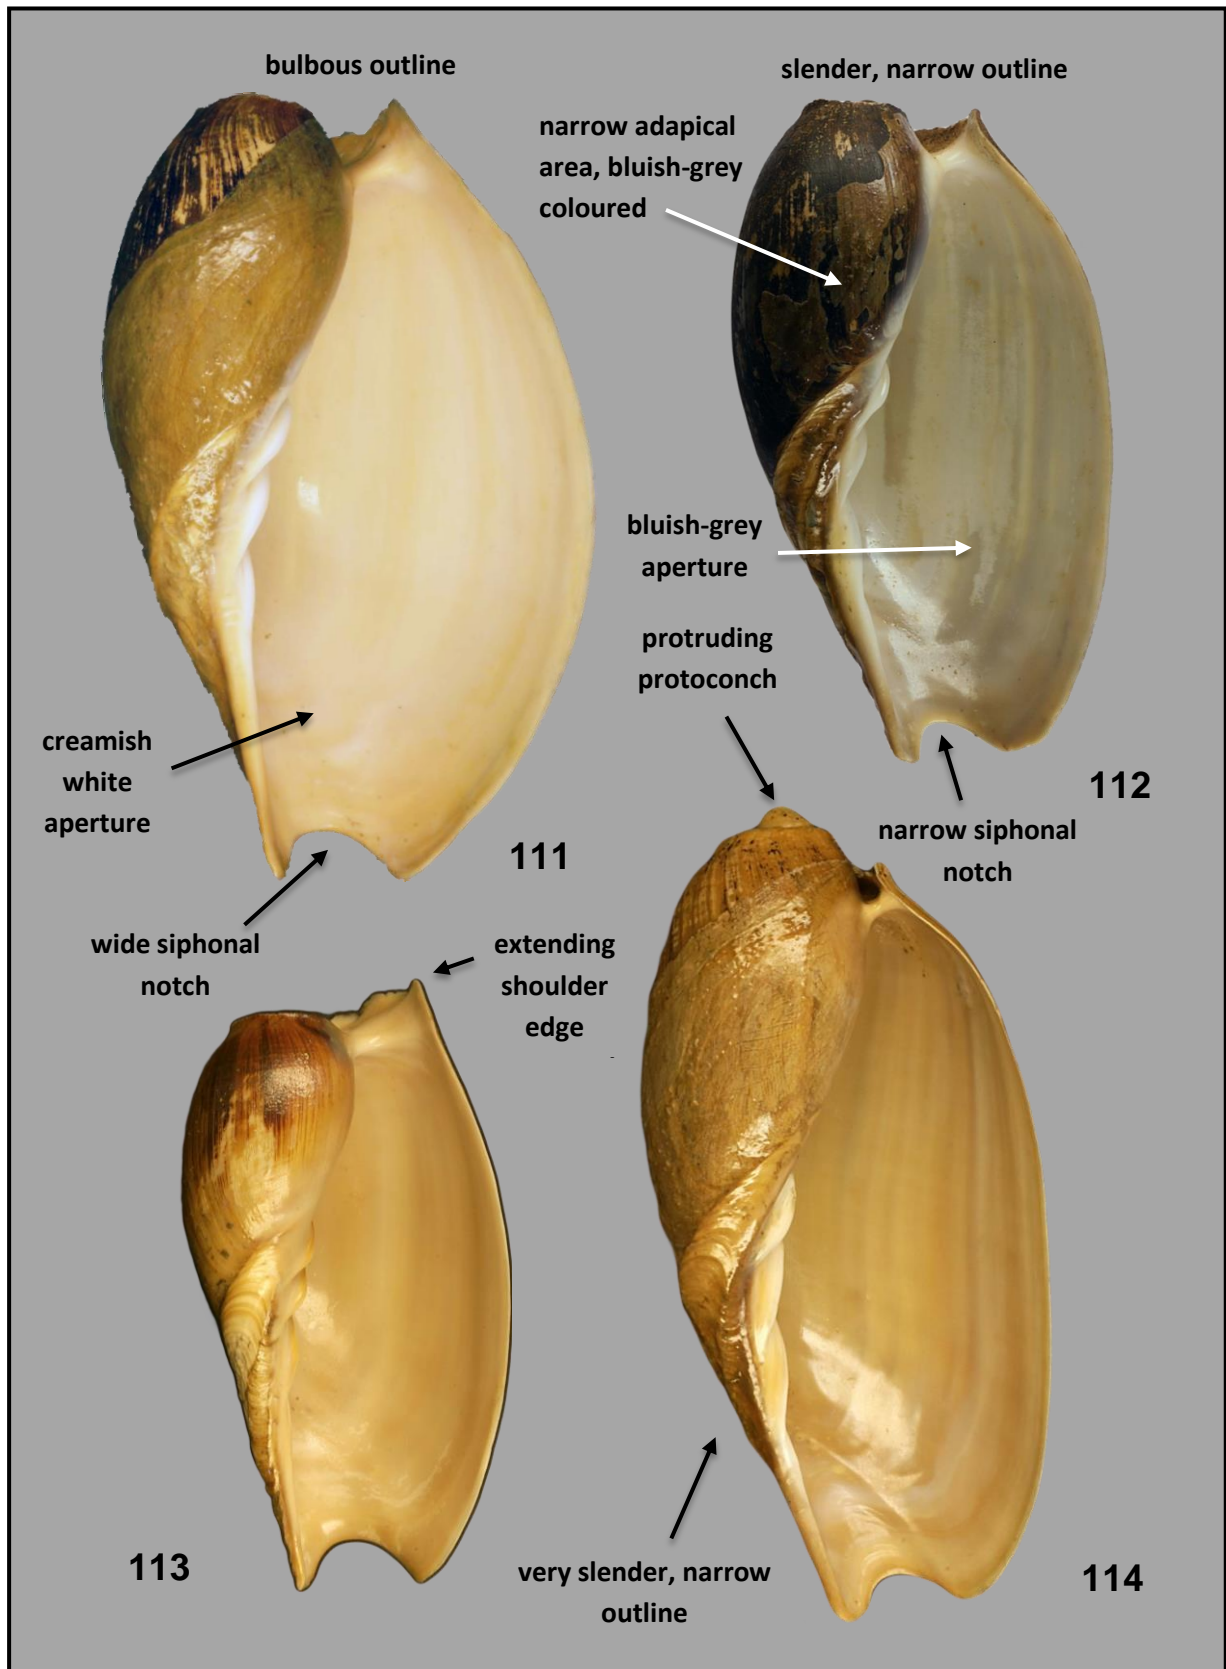 bulbous outline
slender, narrow outline
narrow adapical
area, bluish-grey
coloured
bluish-grey
aperture
protruding
protoconch
creamish
white
aperture
112
111
narrow siphonal
notch
wide siphonal
notch
extending
shoulder
edge
113
very slender, narrow
outline
114